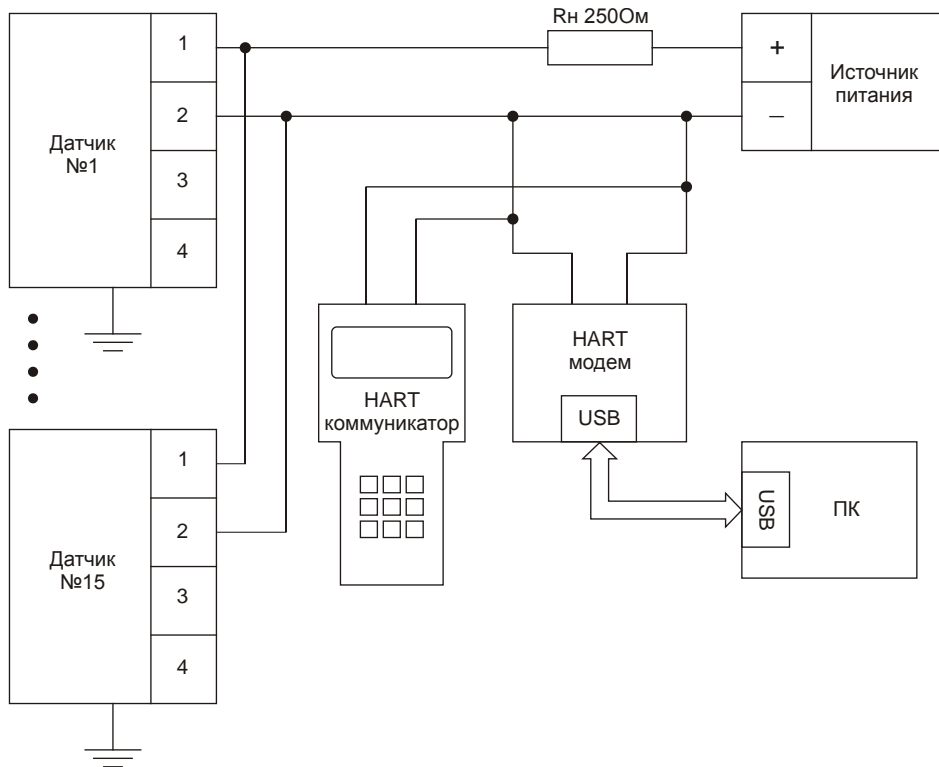 Rн 250Ом
1
2
3
4
Датчик
№1
+
–
Источник
питания
HART
коммуникатор
HART
модем
USB
USB
ПК
1
2
3
4
Датчик
№15